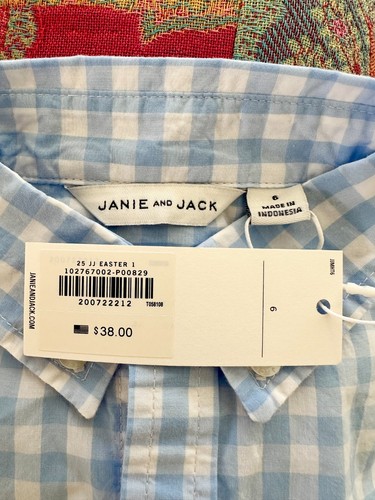 JANIE AND JACK
6
MADE IN
INDONESIA
25 JJ EASTER 1
102767002-P00829
200722212
T058108
$38.00
JANIEANDJACK.COM
6